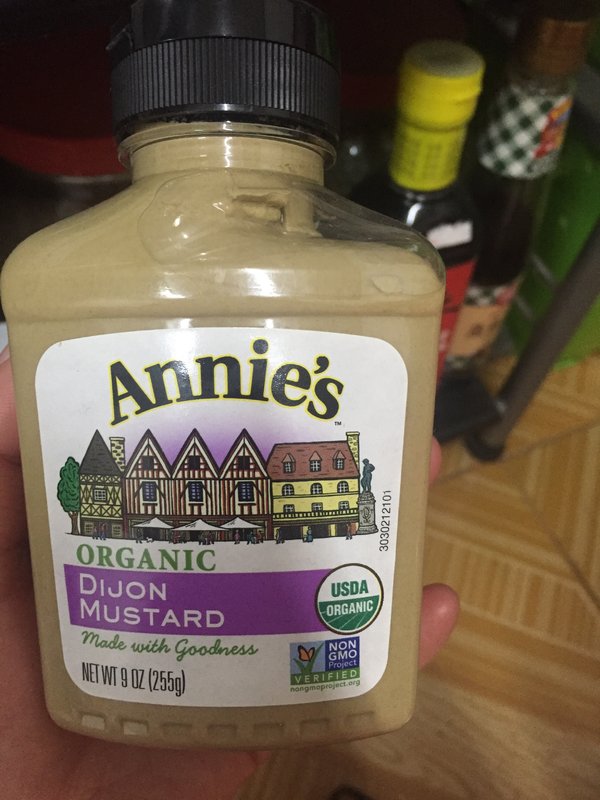 Annie's™
3030212101
ORGANIC
DIJON
MUSTARD
USDA
ORGANIC
Made with Goodness
NON
GMO
Project
VERIFIED
nongmoproject.org
NET WT 9 OZ (255g)